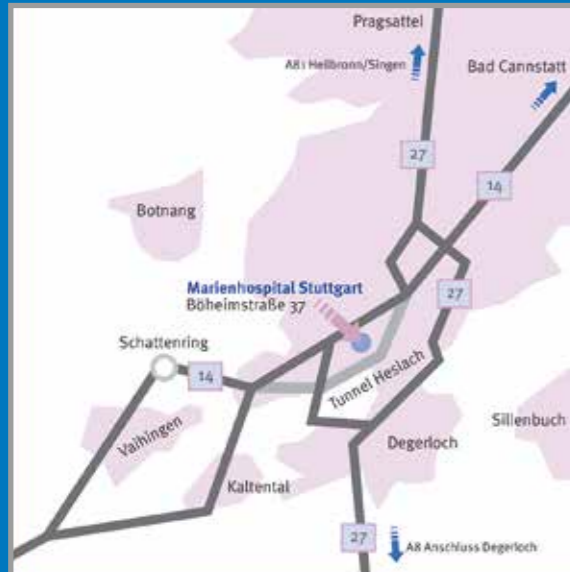 Pragsattel
A81 Heilbronn/Singen
Bad Cannstatt
27
14
Botnang
Marienhospital Stuttgart
Böheimstraße 37
27
Schattenring
14
Tunnel Heslach
Sillenbuch
Vaihingen
Degerloch
Kaltental
27
A8 Anschluss Degerloch